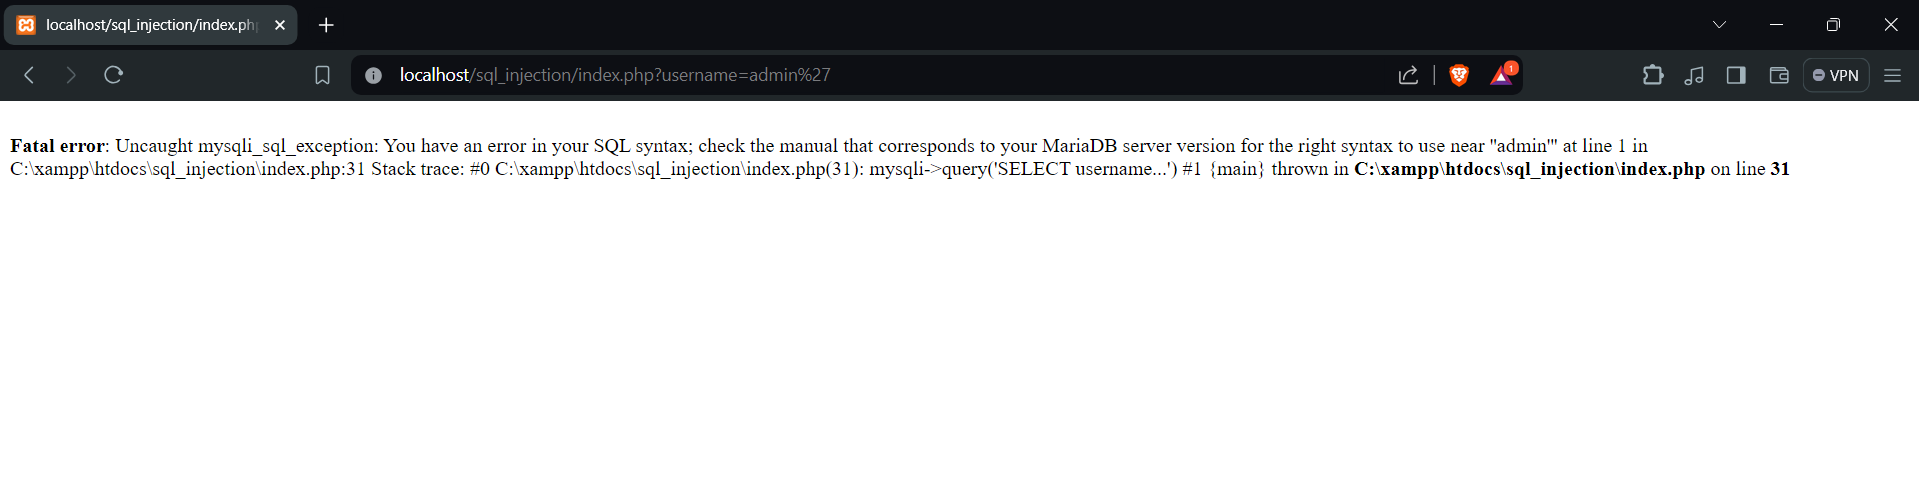 localhost/sql_injection/index.ph
localhost/sql_injection/index.php?username=admin%27
1
VPN
Fatal error: Uncaught mysqli_sql_exception: You have an error in your SQL syntax; check the manual that corresponds to your MariaDB server version for the right syntax to use near ''admin''' at line 1 in
C:\xampp\htdocs\sql_injection\index.php:31 Stack trace: #0 C:\xampp\htdocs\sql_injection\index.php(31): mysqli->query('SELECT username...') #1 {main} thrown in C:\xampp\htdocs\sql_injection\index.php on line 31